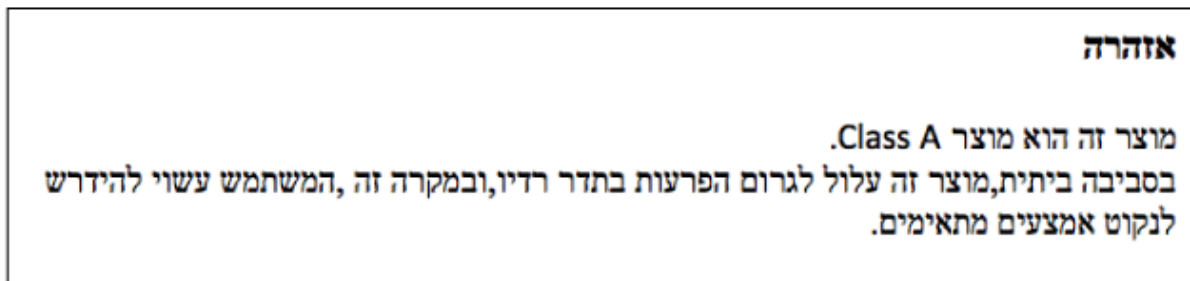 אזהרה
מוצר זה הוא מוצר Class A.
בסביבה ביתית,מוצר זה עלול לגרום הפרעות בתדר רדיו,ובמקרה זה ,המשתמש עשוי להידרש
לנקוט אמצעים מתאימים.